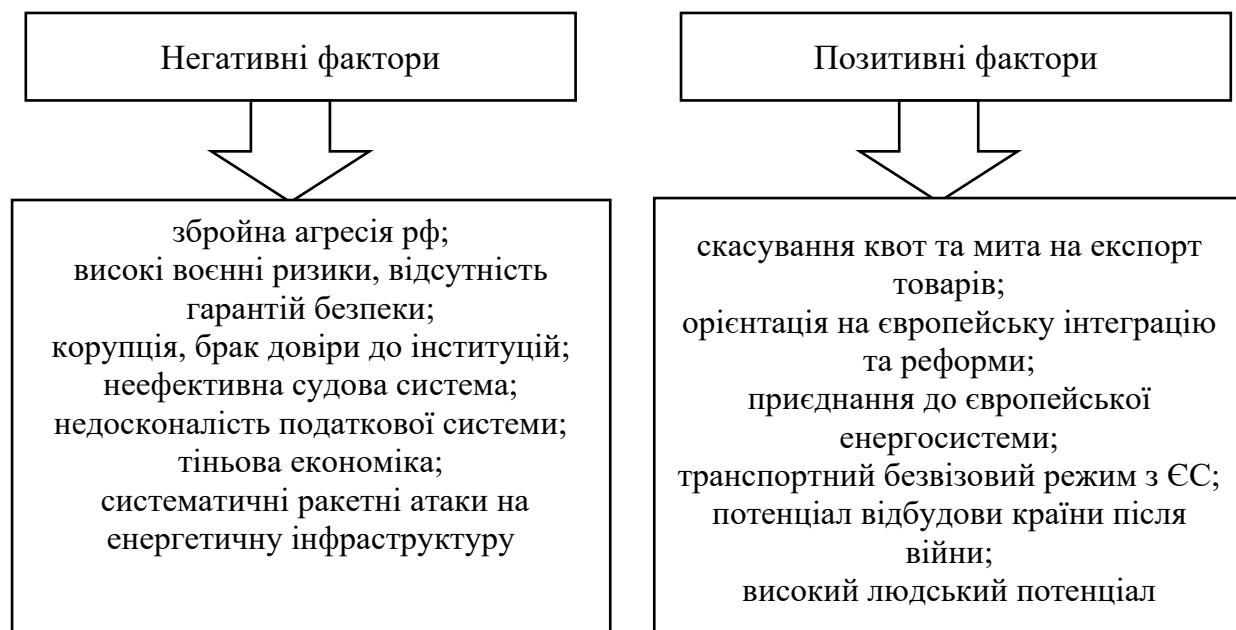 Негативні фактори
збройна агресія рф;
високі воєнні ризики, відсутність
гарантій безпеки;
корупція, брак довіри до інституцій;
неефективна судова система;
недосконалість податкової системи;
тіньова економіка;
систематичні ракетні атаки на
енергетичну інфраструктуру
Позитивні фактори
скасування квот та мита на експорт
товарів;
орієнтація на європейську інтеграцію
та реформи;
приєднання до європейської
енергосистеми;
транспортний безвізовий режим з ЄС;
потенціал відбудови країни після
війни;
високий людський потенціал